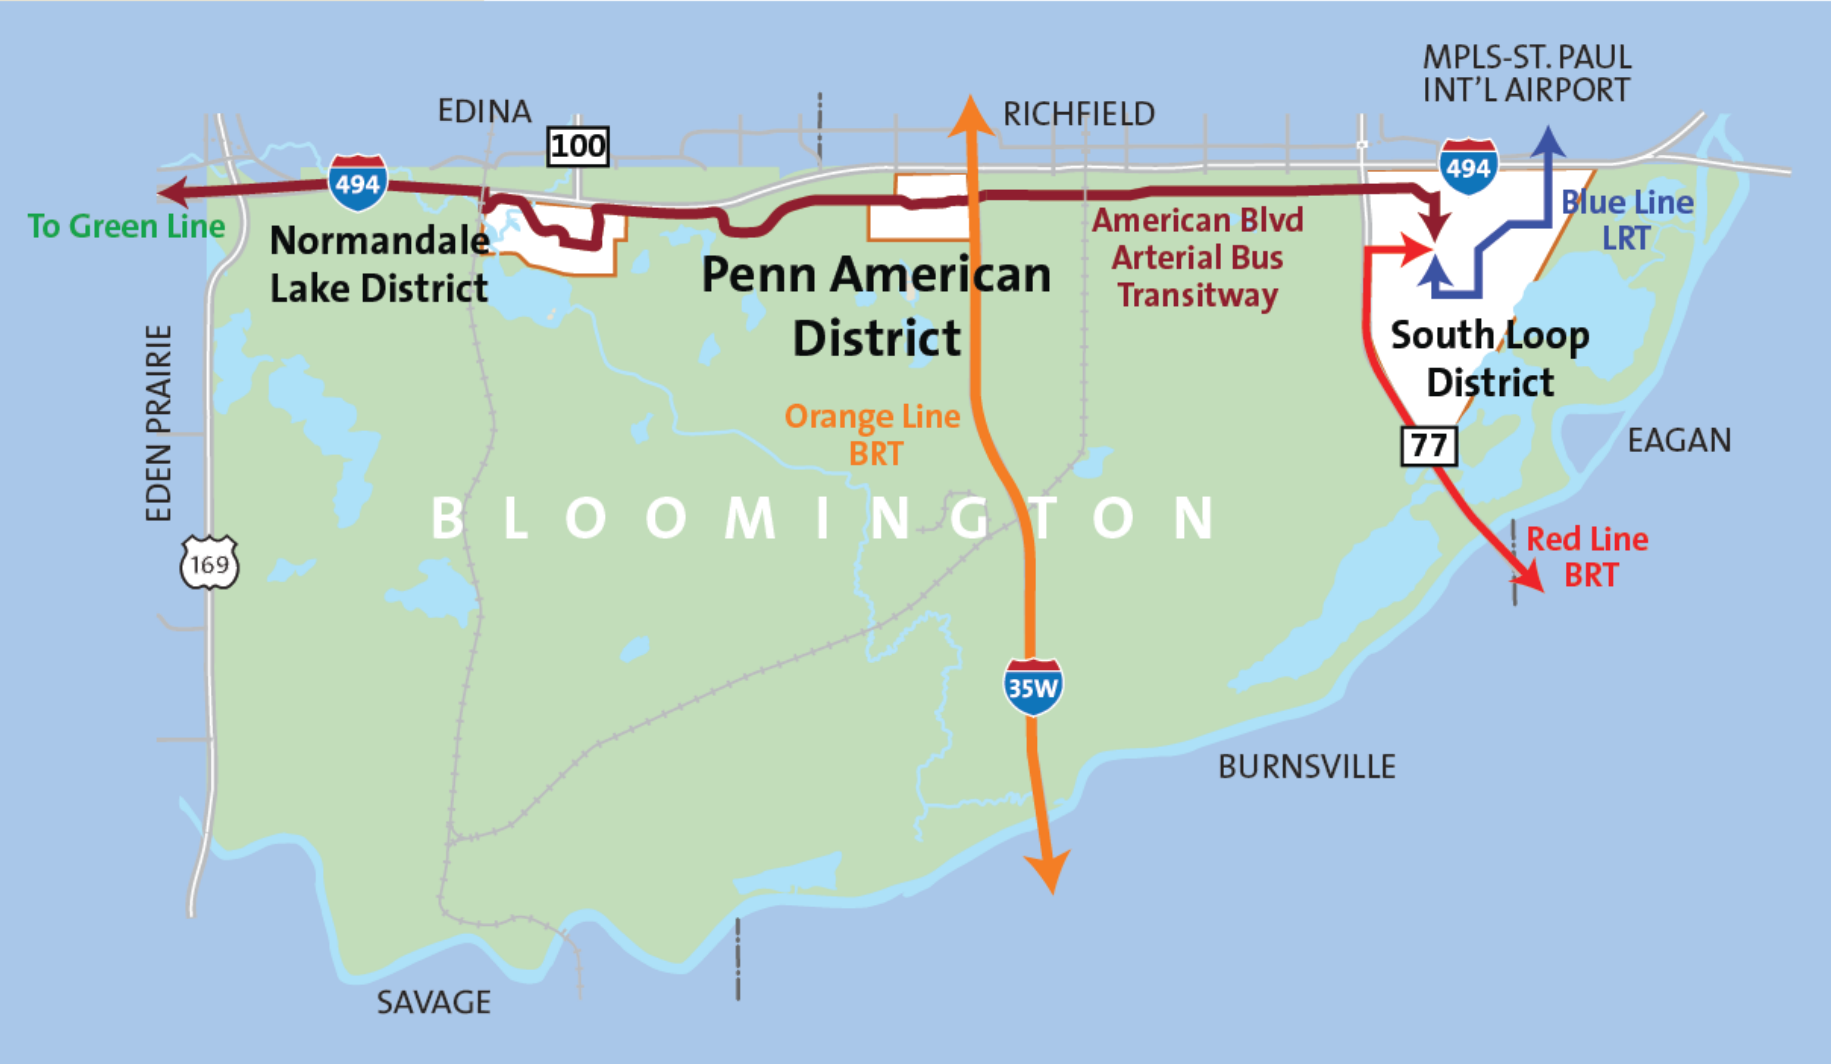 MPLS-ST. PAUL
INT'L AIRPORT
EDINA
RICHFIELD
100
494
494
To Green Line
Normandale
Lake District
Penn American
District
American Blvd
Arterial Bus
Transitway
Blue Line
LRT
South Loop
District
EDEN PRAIRIE
Orange Line
BRT
77
EAGAN
BLOOMINGTON
169
Red Line
BRT
35W
BURNSVILLE
SAVAGE